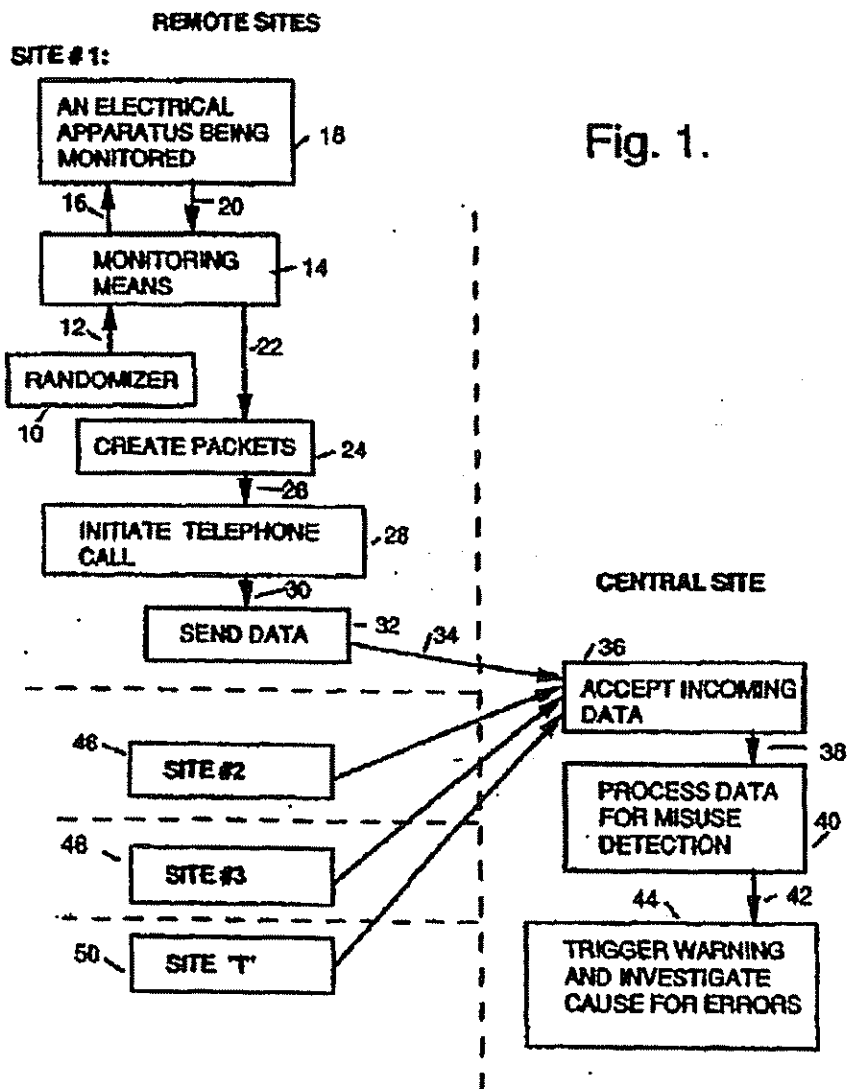 REMOTE SITES
SITE # 1:
AN ELECTRICAL
APPARATUS BEING
MONITORED
18
Fig. 1.
16
20
MONITORING
MEANS
14
12
22
RANDOMIZER
10
CREATE PACKETS
24
26
INITIATE TELEPHONE
CALL
28
30
CENTRAL SITE
SEND DATA
32
34
36
ACCEPT INCOMING
DATA
38
46
SITE #2
PROCESS DATA
FOR MISUSE
DETECTION
40
48
SITE #3
42
44
50
SITE "I"
TRIGGER WARNING
AND INVESTIGATE
CAUSE FOR ERRORS